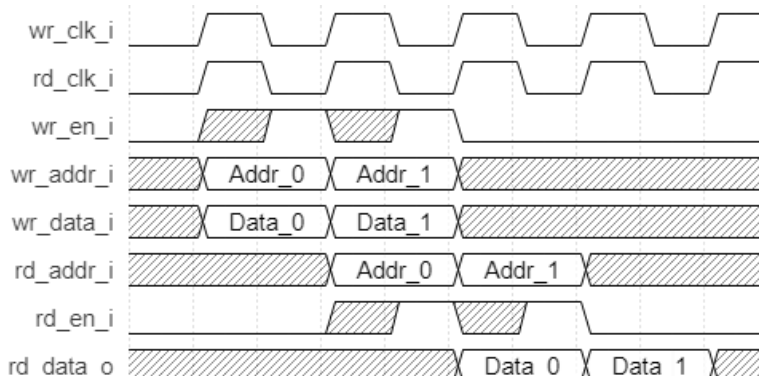 wr_clk_i
rd_clk_i
wr_en_i
wr_addr_i Addr_0 Addr_1
wr_data_i Data_0 Data_1
rd_addr_i Addr_0 Addr_1
rd_en_i
rd_data_o Data_0 Data_1